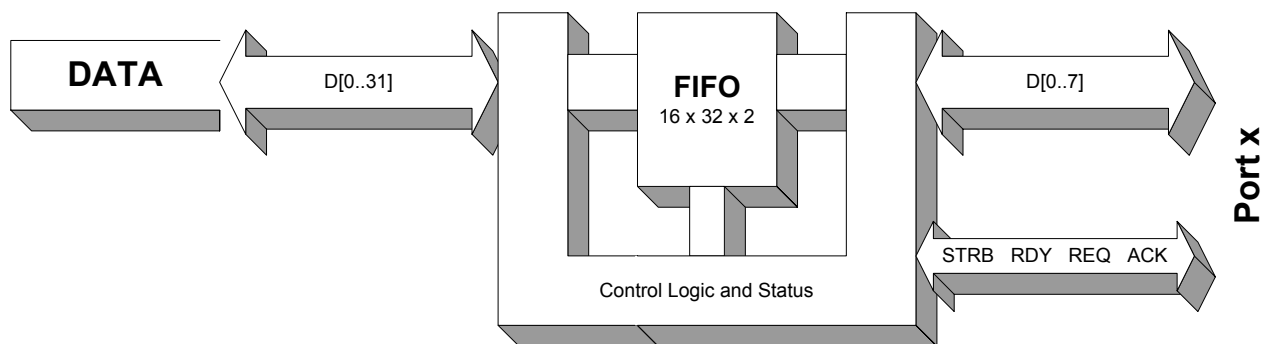 DATA
D[0..31]
FIFO
16 x 32 x 2
D[0..7]
Port x
STRB RDY REQ ACK
Control Logic and Status